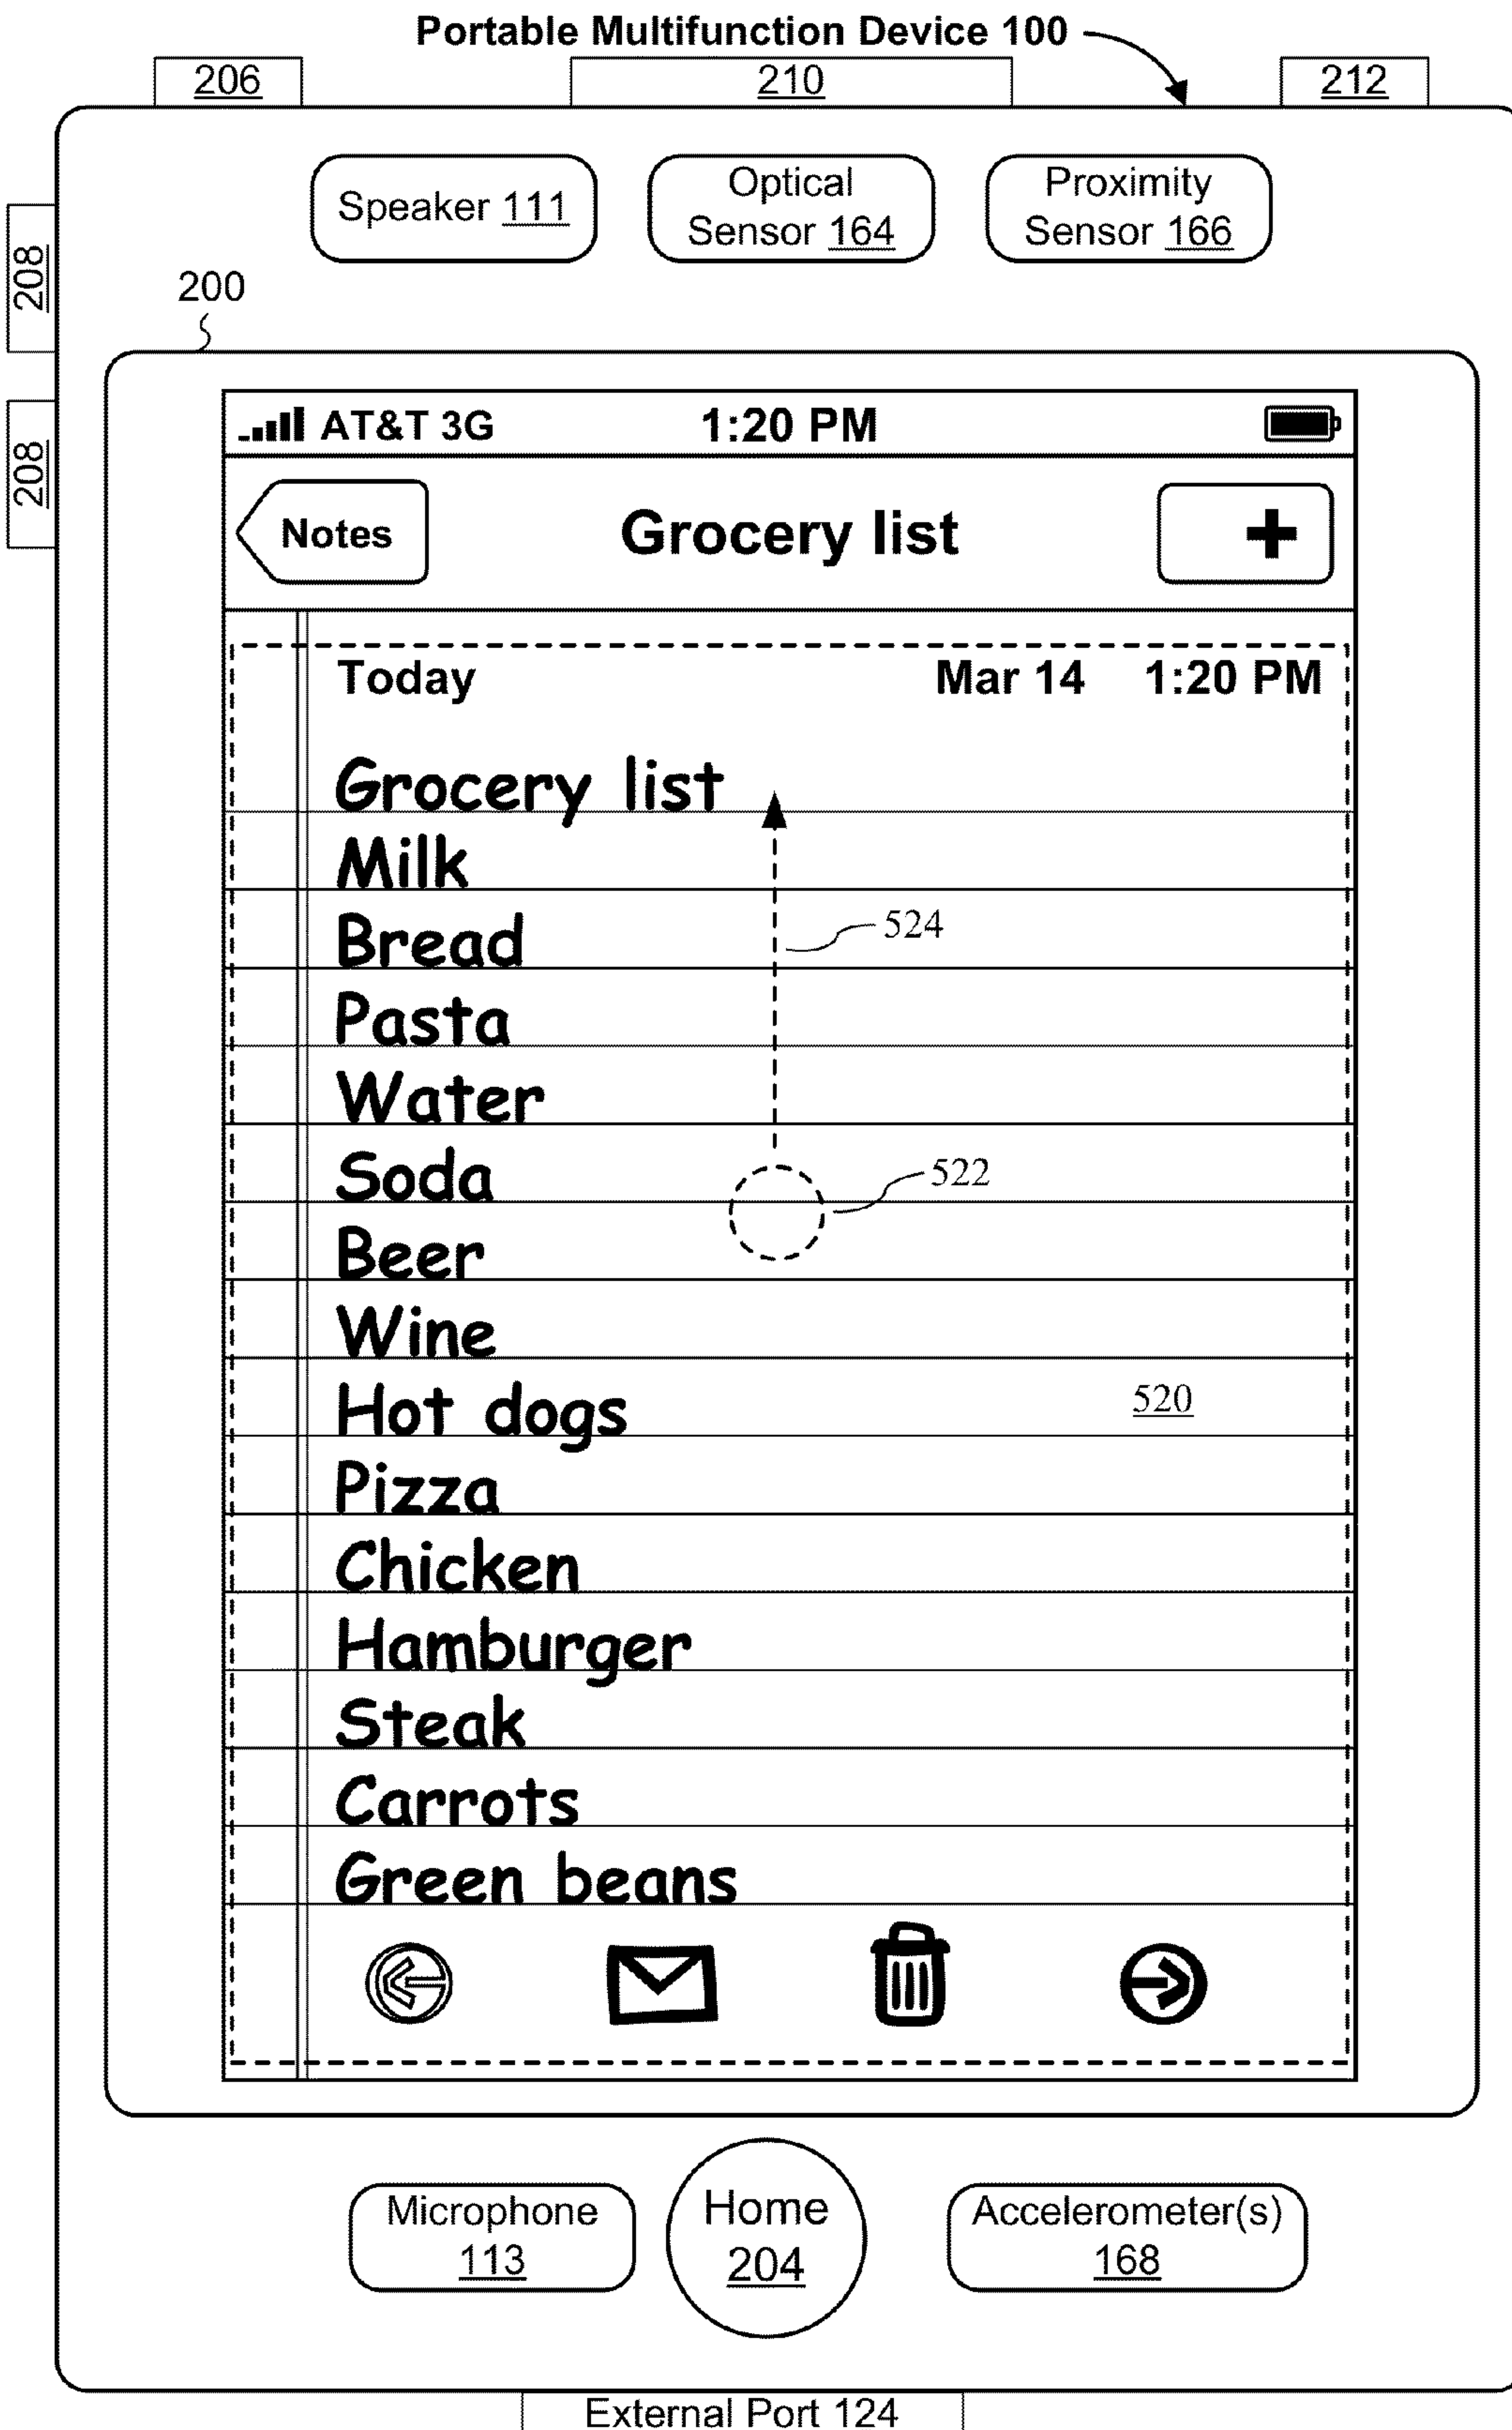 Portable Multifunction Device 100
206 210 212
Speaker 111
Optical Sensor 164
Proximity Sensor 166
208
200
208
AT&T 3G 1:20 PM
Notes Grocery list +
Today Mar 14 1:20 PM
Grocery list
Milk
Bread
524
Pasta
Water
Soda
522
Beer
Wine
Hot dogs
520
Pizza
Chicken
Hamburger
Steak
Carrots
Green beans
Microphone 113
Home 204
Accelerometer(s) 168
External Port 124